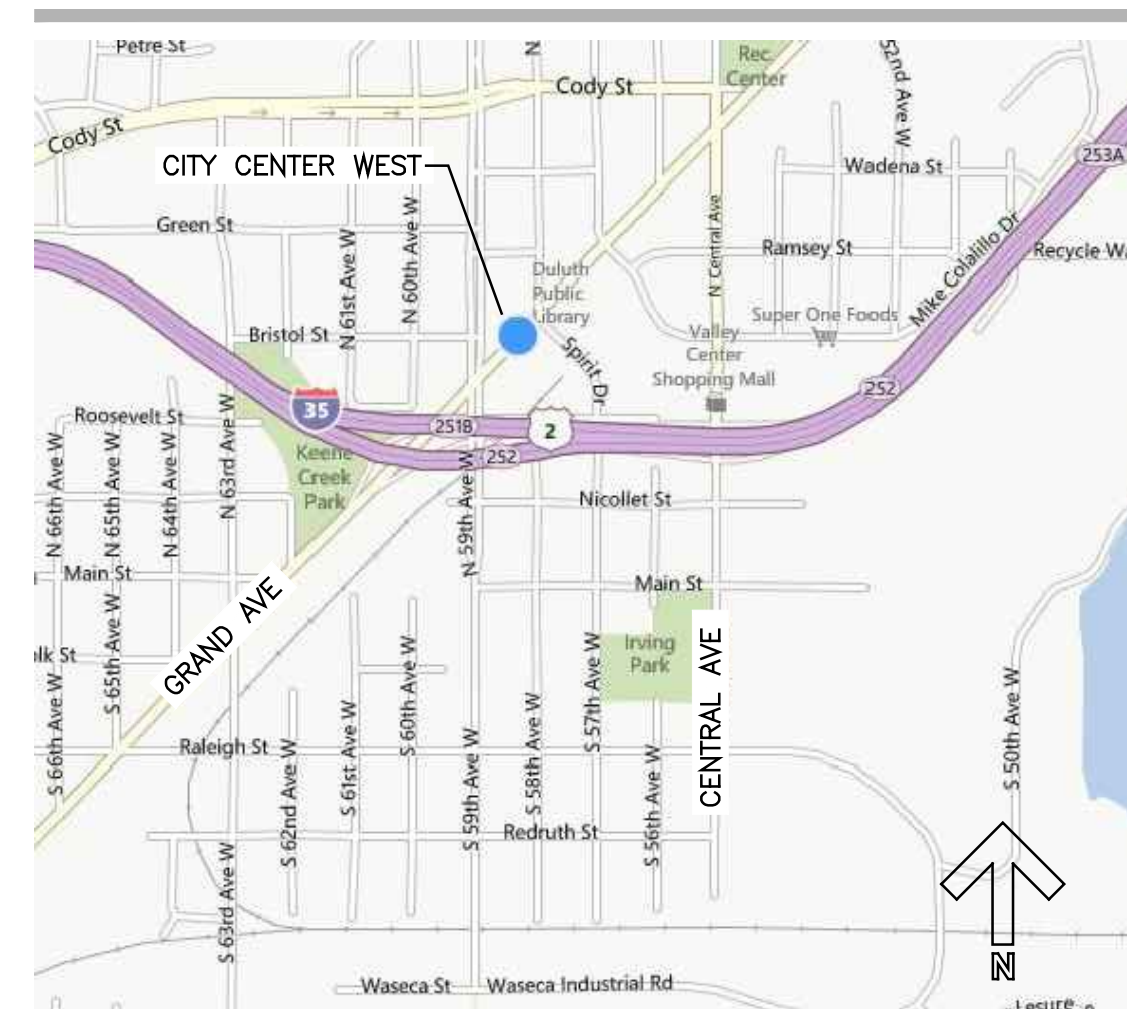 Petre St
N
Rec.
Center
52nd Ave W
Cody St
Cody St
253A
CITY CENTER WEST
Wadena St
Green St
N 61st Ave W
N 60th Ave W
N Central Ave
Ramsey St
Mike Colalillo Dr
Recycle Wa
Duluth
Public
Library
Super One Foods
Bristol St
Valley
Center
Shopping Mall
Spirit Dr
35
252
Roosevelt St
251B
2
252
Keene
Creek
Park
N 66th Ave W
N 65th Ave W
N 64th Ave W
N 63rd Ave W
N 59th Ave W
Nicollet St
Main St
Main St
GRAND AVE
Irving
Park
CENTRAL AVE
olk St
S 66th Ave W
S 65th Ave W
S 60th Ave W
S 57th Ave W
S 50th Ave W
Raleigh St
S 62nd Ave W
S 61st Ave W
S 59th Ave W
S 58th Ave W
S 56th Ave W
Redruth St
S 63rd Ave W
N
Waseca St
Waseca Industrial Rd